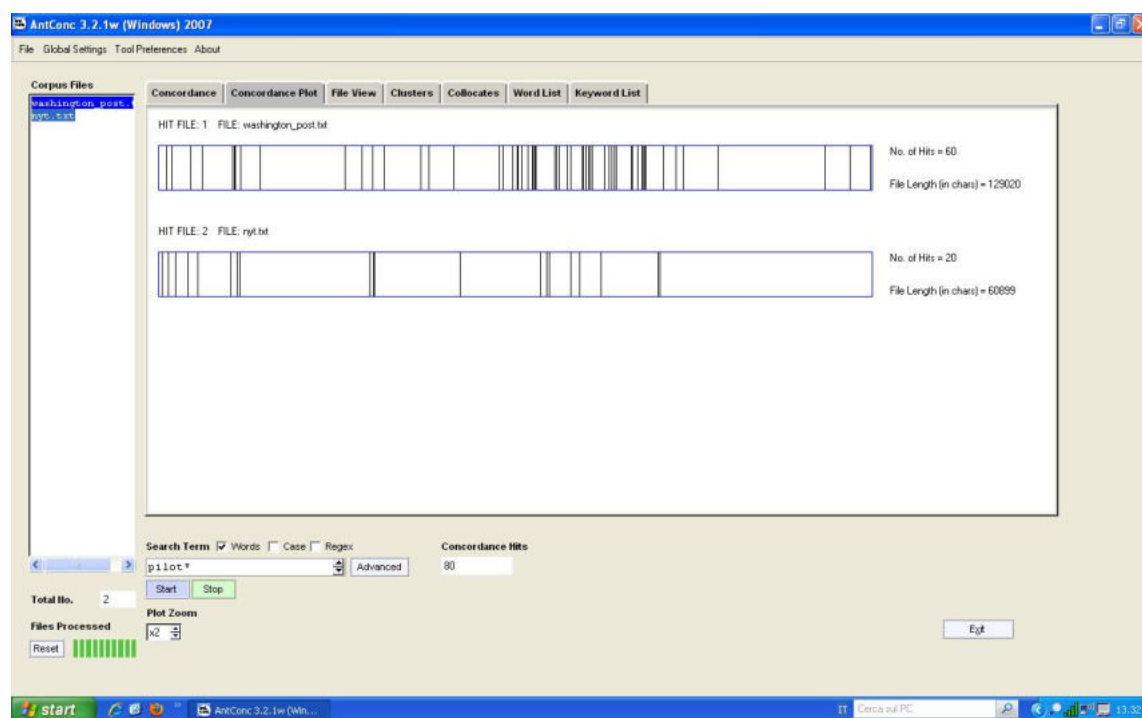 AntConc 3.2.1w (Windows) 2007
File Global Settings Tool Preferences About
Corpus Files
washington_post.t
nyt.txt
Concordance Concordance Plot File View Clusters Collocates Word List Keyword List
HIT FILE: 1 FILE: washington_post.txt
No. of Hits = 60
File Length (in chars) = 129020
HIT FILE: 2 FILE: nyt.txt
No. of Hits = 20
File Length (in chars) = 60899
Search Term Words Case Regex
Concordance Hits
pilot* Advanced
80
Start Stop
Total No. 2
Plot Zoom
x2
Files Processed
Reset
Exit
start
AntConc 3.2.1w (Win...
IT Cerca sul PC
13.32